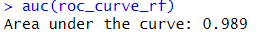 > auc(roc_curve_rf)
Area under the curve: 0.989